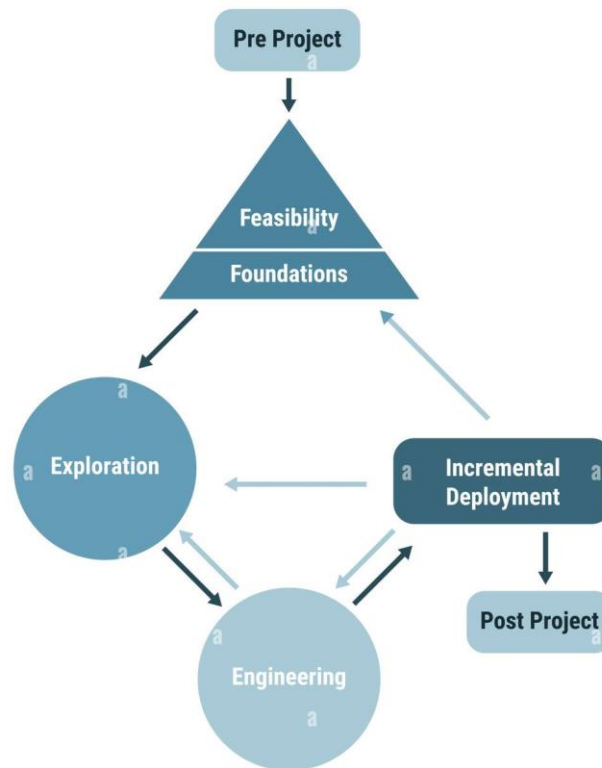 Pre Project
a
Feasibility
a
Foundations
a
Exploration
a
a
a
Incremental
Deployment
a
Post Project
a
a
Engineering
a